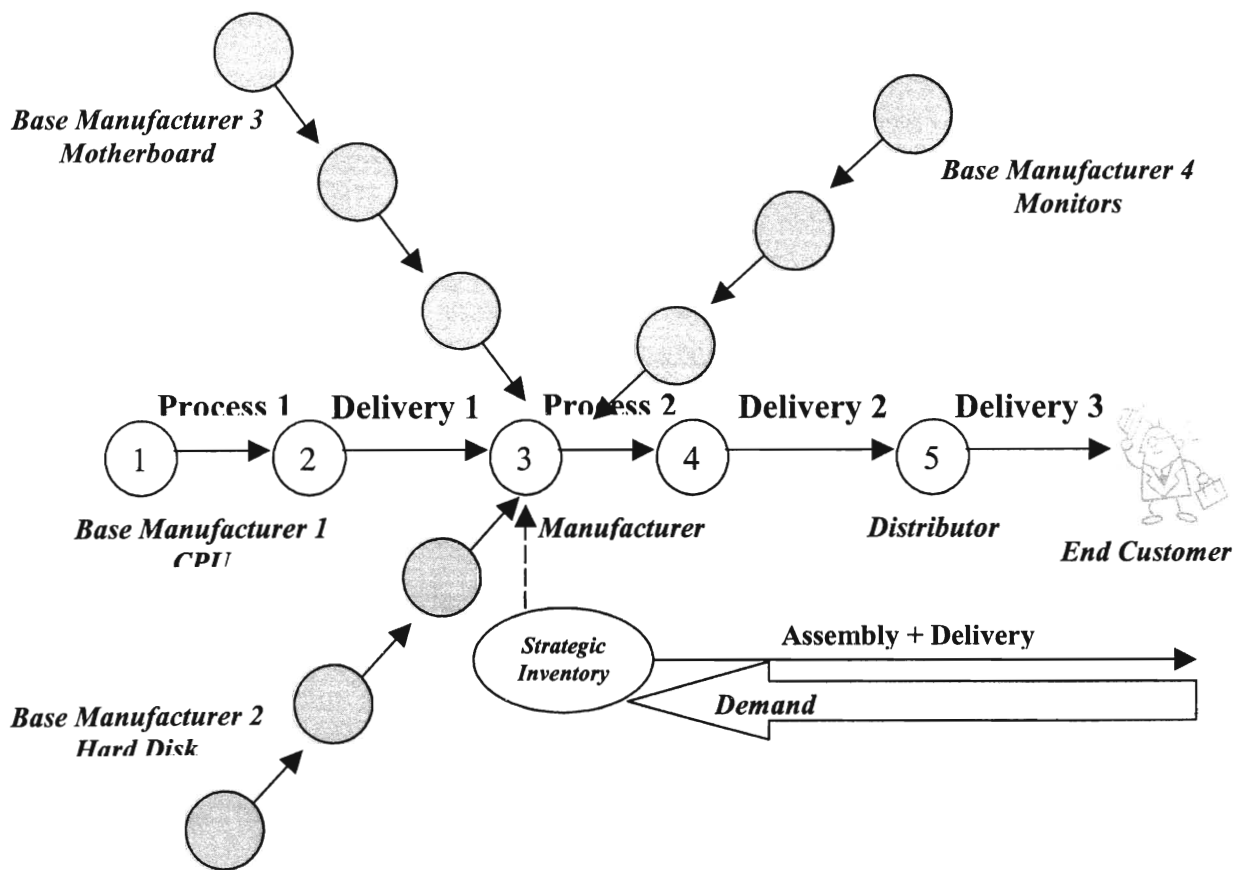 Base Manufacturer 3
Motherboard
Base Manufacturer 4
Monitors
Process 1
Delivery 1
Process 2
Delivery 2
Delivery 3
1
2
3
4
5
Base Manufacturer 1
CPU
Manufacturer
Distributor
End Customer
Strategic
Inventory
Assembly + Delivery
Demand
Base Manufacturer 2
Hard Disk